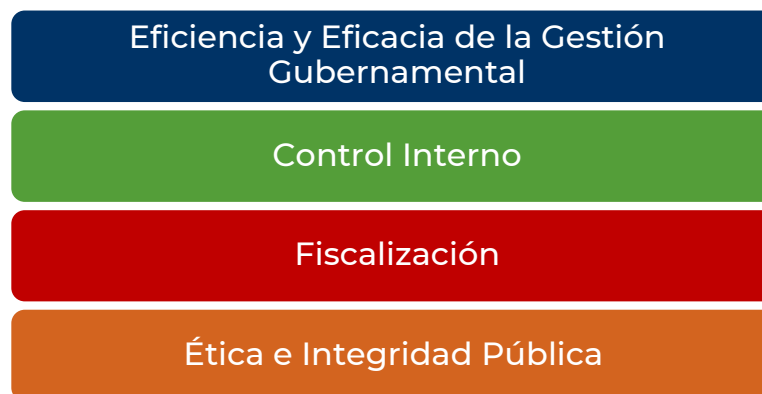 Eficiencia y Eficacia de la Gestión
Gubernamental
Control Interno
Fiscalización
Ética e Integridad Pública